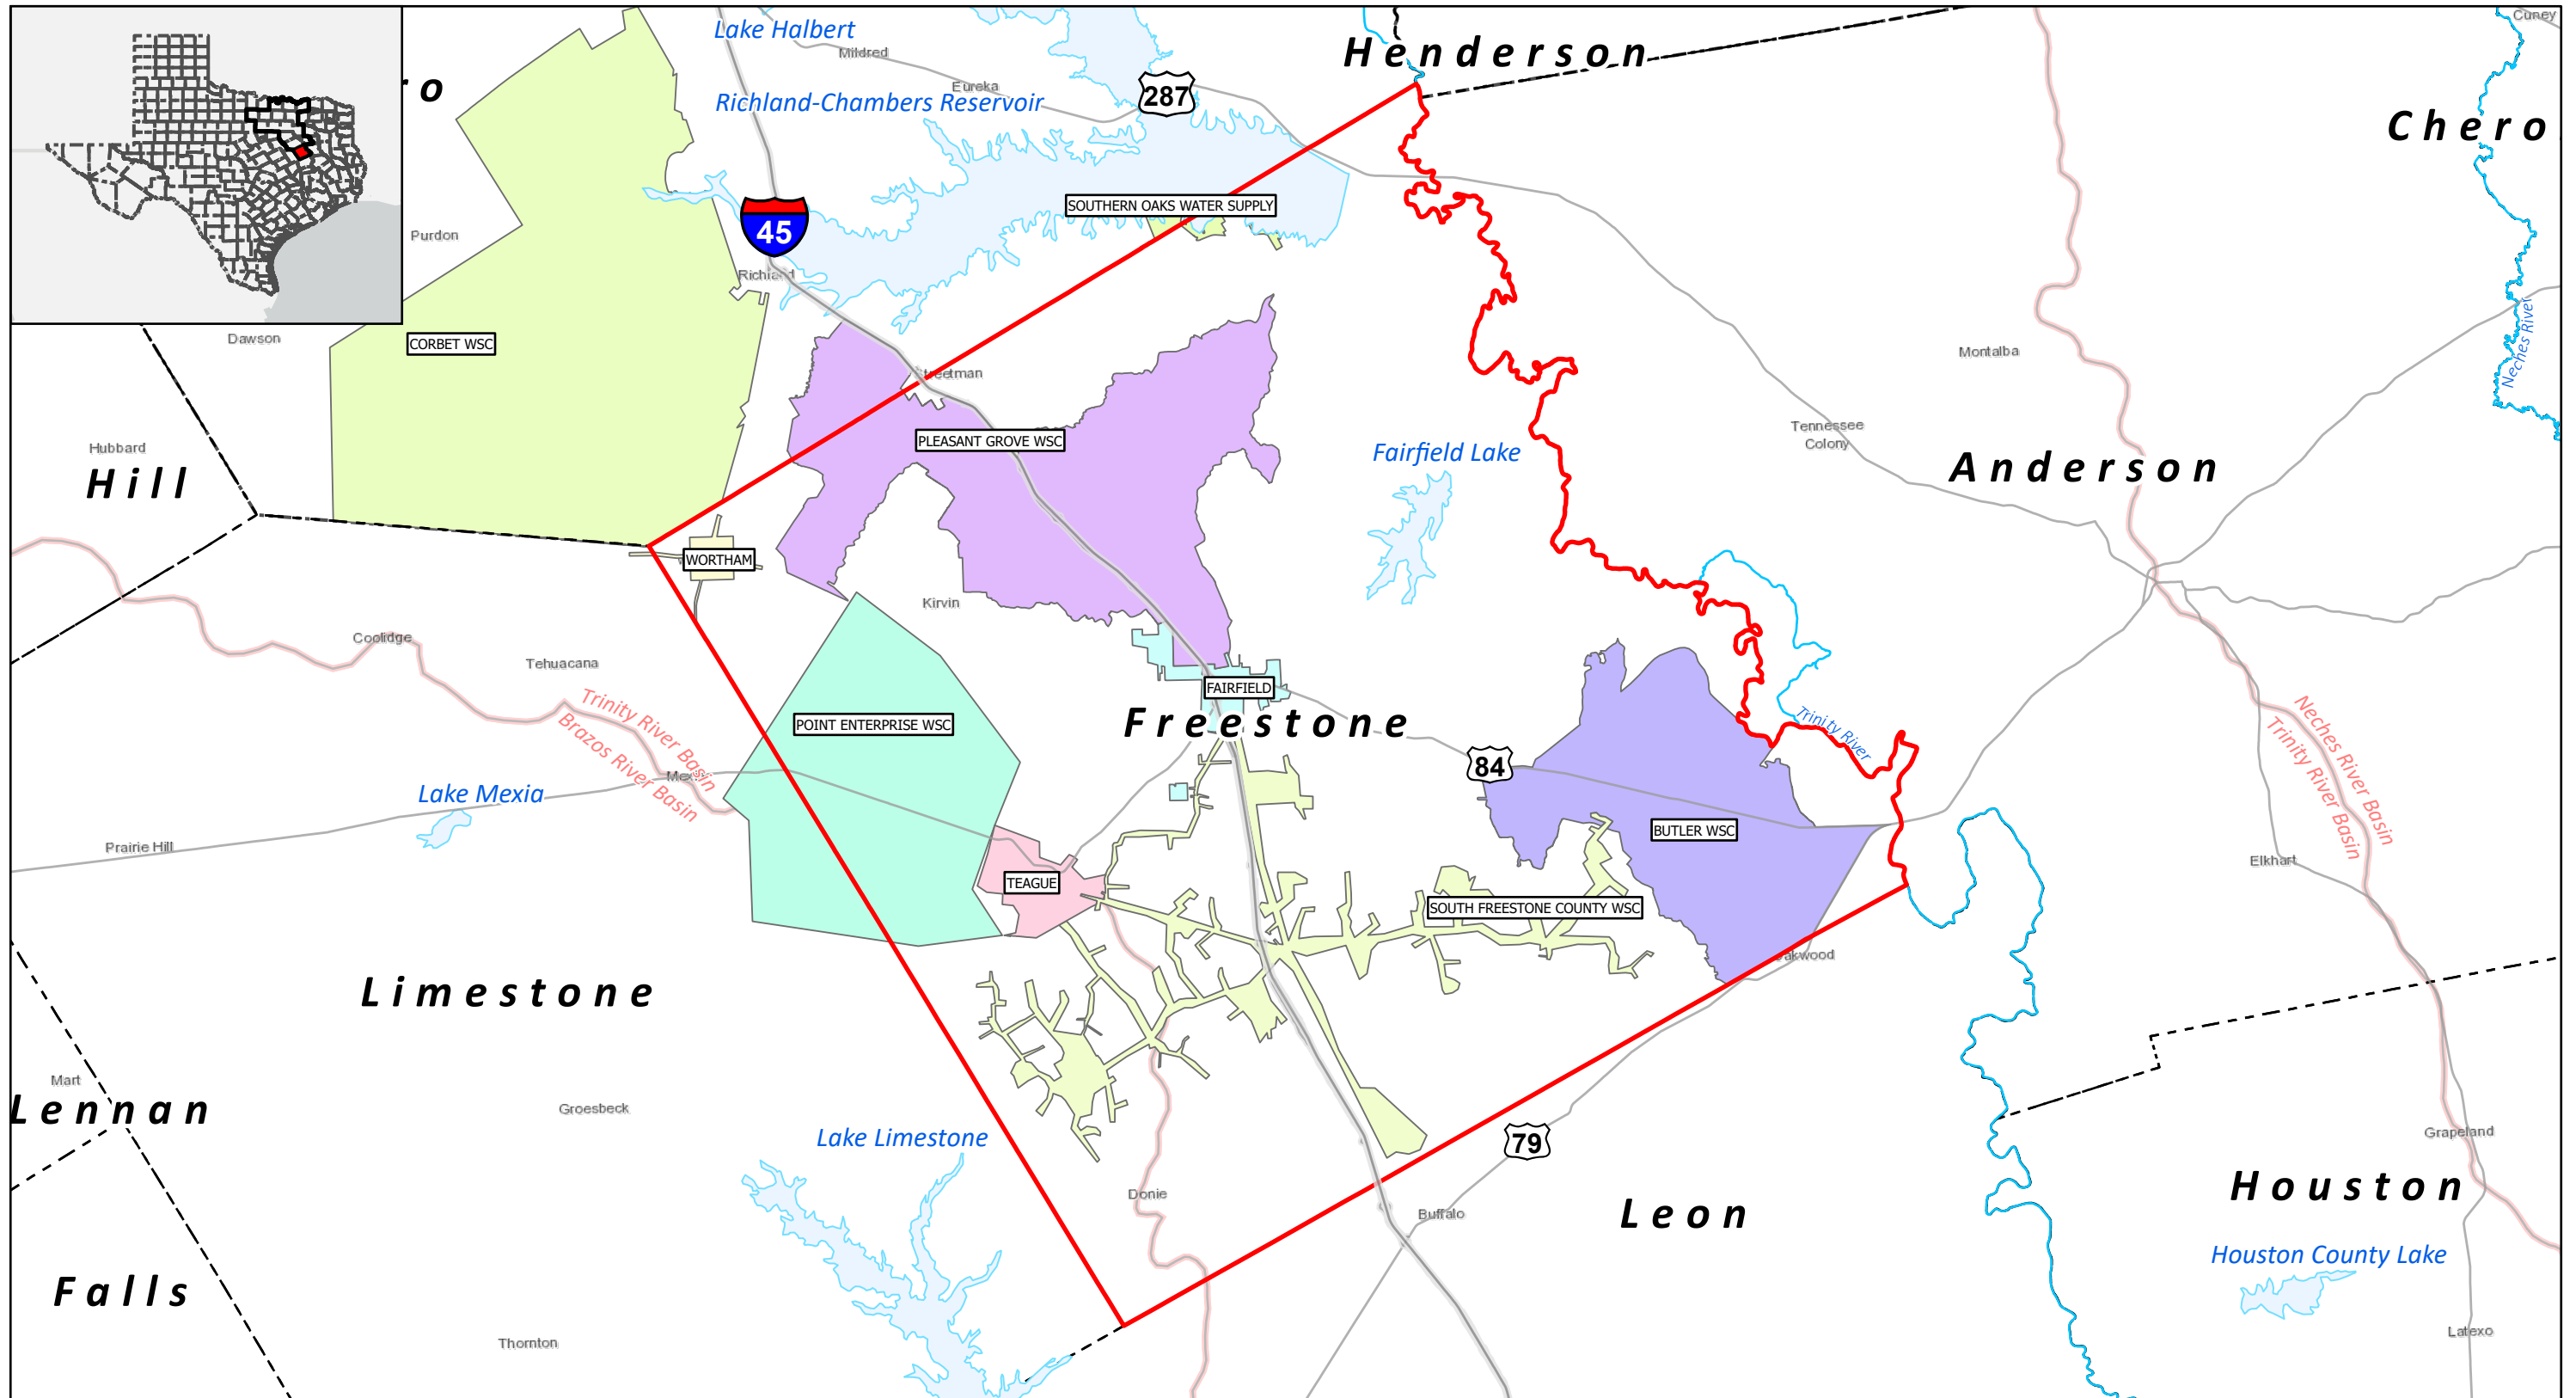 Lake Halbert
Mildred
Henderson
Cuney
ro
Eureka
287
Richland-Chambers Reservoir
Chero
SOUTHERN OAKS WATER SUPPLY
45
Purdon
Richland
Neches River
Dawson
CORBET WSC
Montalba
Streetman
Tennessee
Colony
PLEASANT GROVE WSC
Hubbard
Fairfield Lake
Hill
Anderson
WORTHAM
Kirvin
Coolidge
Tehuacana
FAIRFIELD
Trinity River Basin
Brazos River Basin
POINT ENTERPRISE WSC
Freestone
Trinity River
Neches River Basin
Trinity River Basin
84
Lake Mexia
BUTLER WSC
Prairie Hill
Elkhart
TEAGUE
SOUTH FREESTONE COUNTY WSC
Oakwood
Limestone
Mart
Lennan
Groesbeck
Lake Limestone
79
Grapeland
Donie
Buffalo
Leon
Houston
Houston County Lake
Falls
Thornton
Latexo